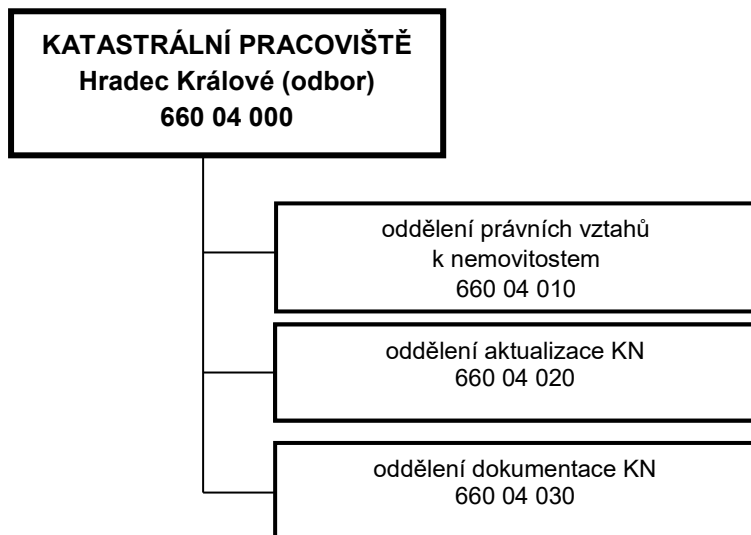 KATASTRÁLNÍ PRACOVIŠTĚ
Hradec Králové (odbor)
660 04 000
oddělení právních vztahů
k nemovitostem
660 04 010
oddělení aktualizace KN
660 04 020
oddělení dokumentace KN
660 04 030